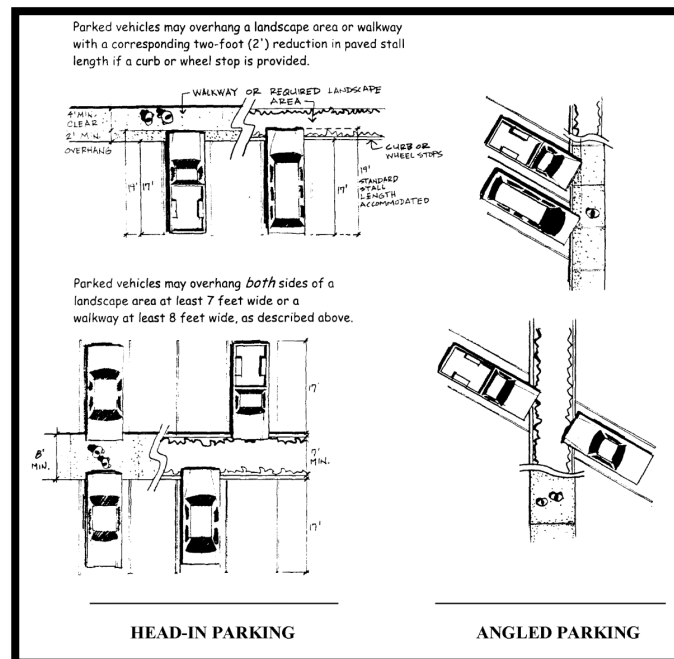 Parked vehicles may overhang a landscape area or walkway
with a corresponding two-foot (2') reduction in paved stall
length if a curb or wheel stop is provided.
WALKWAY OR REQUIRED LANDSCAPE
AREA
4' MIN.
CLEAR
2' MIN.
OVERHANG
CURB OR
WHEEL STOPS
19'
17'
17'
19'
STANDARD
STALL
LENGTH
ACCOMMODATED
Parked vehicles may overhang both sides of a
landscape area at least 7 feet wide or a
walkway at least 8 feet wide, as described above.
17'
8'
MIN.
7'
MIN.
17'
HEAD-IN PARKING
ANGLED PARKING